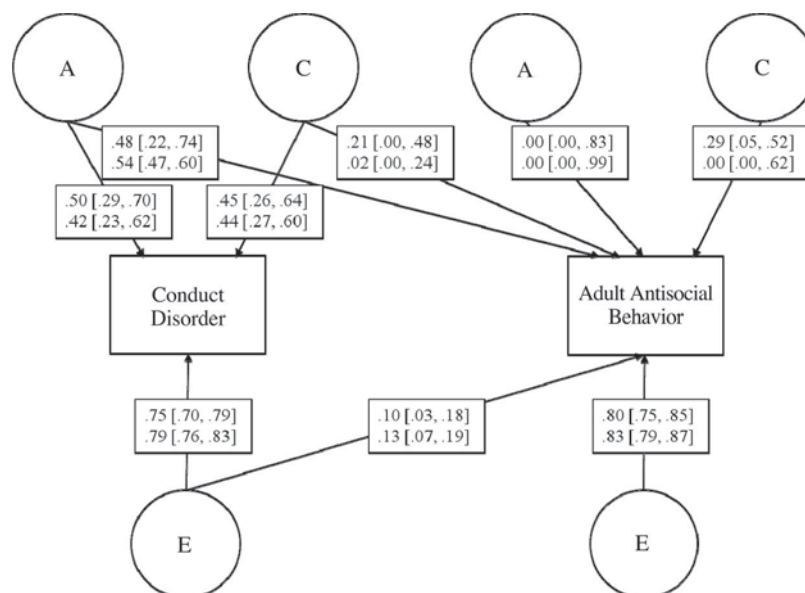 A
C
A
C
.48 [.22, .74]
.54 [.47, .60]
.21 [.00, .48]
.02 [.00, .24]
.00 [.00, .83]
.00 [.00, .99]
.29 [.05, .52]
.00 [.00, .62]
.50 [.29, .70]
.42 [.23, .62]
.45 [.26, .64]
.44 [.27, .60]
Conduct
Disorder
Adult Antisocial
Behavior
.75 [.70, .79]
.79 [.76, .83]
.10 [.03, .18]
.13 [.07, .19]
.80 [.75, .85]
.83 [.79, .87]
E
E